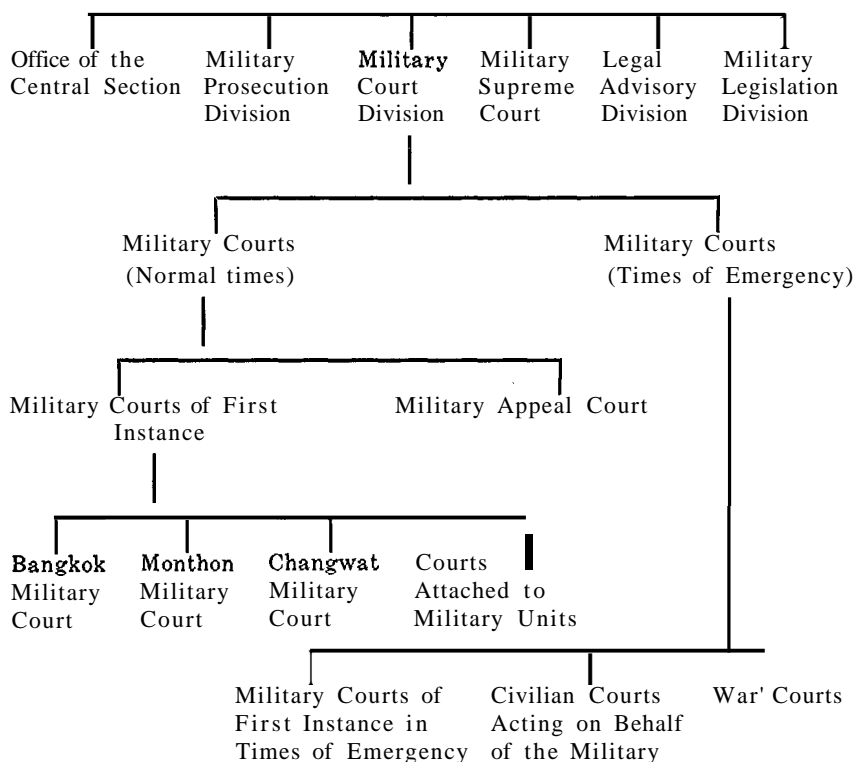 Office of the Central Section
Military Prosecution Division
Military Court Division
Military Supreme Court
Legal Advisory Division
Military Legislation Division
Military Courts
(Normal times)
Military Courts
(Times of Emergency)
Military Courts of First
Instance
Military Appeal Court
Bangkok
Military
Court
Monthon
Military
Court
Changwat
Military
Court
Courts
Attached to
Military Units
Military Courts of
First Instance in
Times of Emergency
Civilian Courts
Acting on Behalf
of the Military
War' Courts